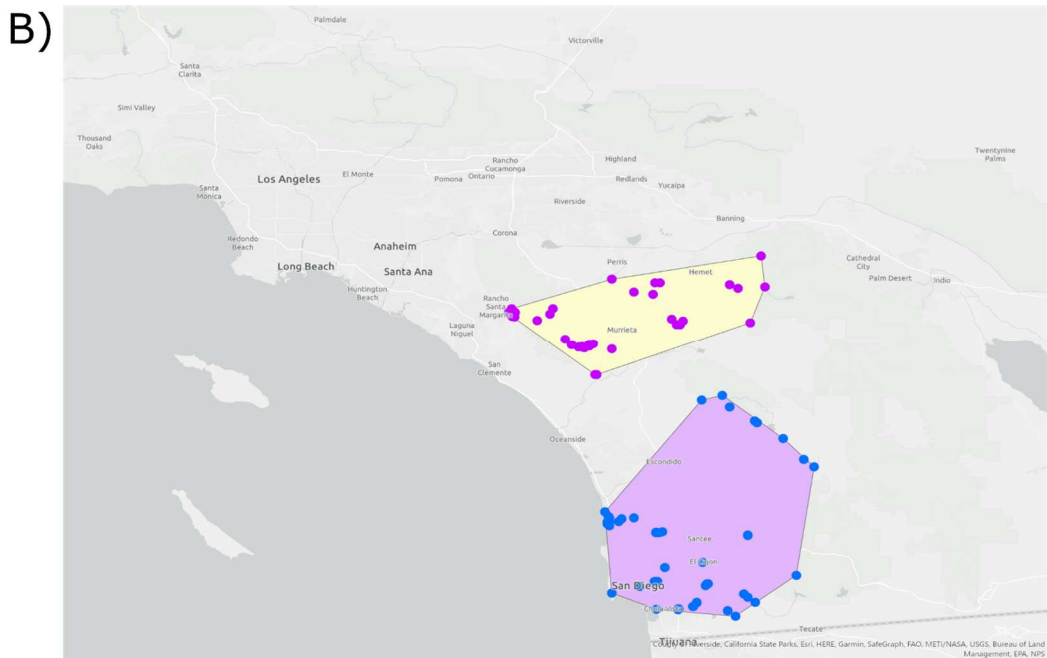 B)
Palmdale
Victorville
Santa
Clarita
Simi Valley
Thousand
Oaks
Twentynine
Palms
Rancho
Cucamonga
Highland
Los Angeles
El Monte
Pomona
Ontario
Redlands
Yucaipa
Santa
Monica
Riverside
Banning
Redondo
Beach
Corona
Anaheim
Perris
Cathedral
City
Long Beach
Santa Ana
Hemet
Palm Desert
Indio
Huntington
Beach
Rancho
Santa
Margarita
Laguna
Niguel
Murrieta
San
Clemente
Oceanside
Escondido
Santee
El Cajon
San Diego
Chula Vista
Tecate
Tijuana
County of Riverside, California State Parks, Esri, HERE, Garmin, SafeGraph, FAO, METI/NASA, USGS, Bureau of Land
Management, EPA, NPS